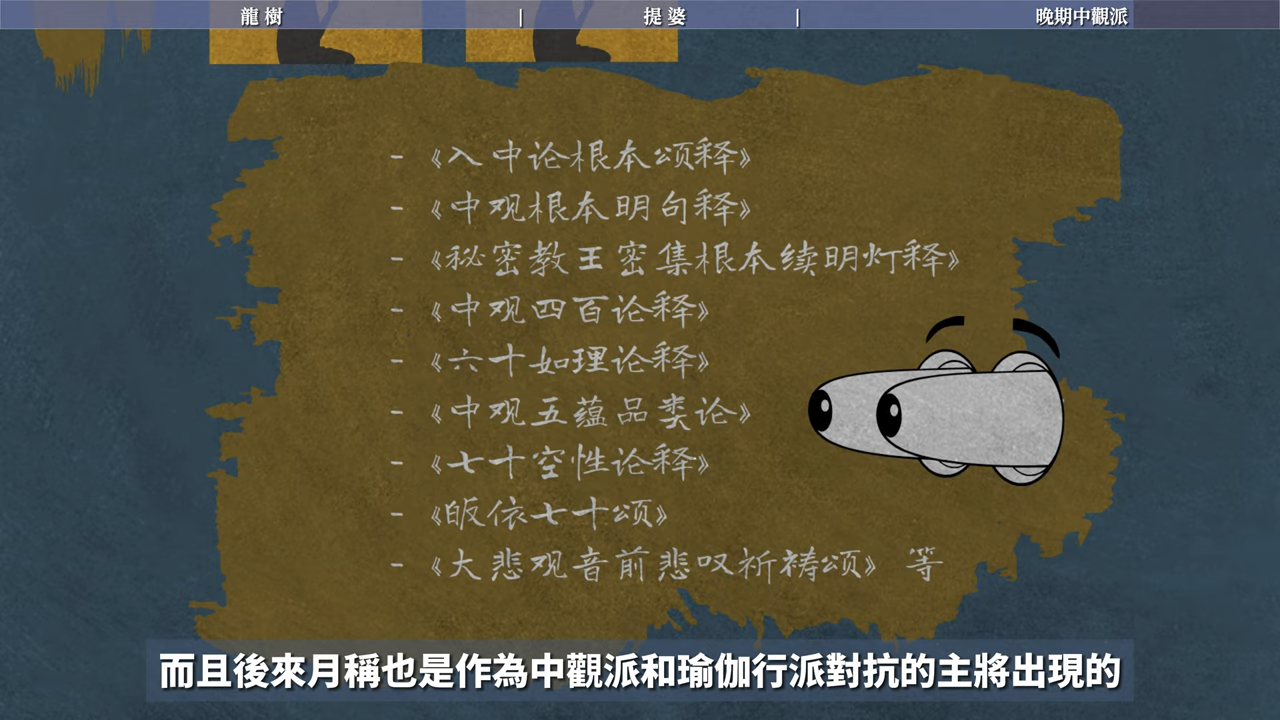 龍樹 | 提婆 | 晚期中觀派
- 《入中论根本颂释》
- 《中观根本明句释》
- 《秘密教王密集根本续明灯释》
- 《中观四百论释》
- 《六十如理论释》
- 《中观五蕴品类论》
- 《七十空性论释》
- 《皈依七十颂》
- 《大悲观音前悲叹祈祷颂》 等
而且後來月稱也是作為中觀派和瑜伽行派對抗的主將出現的